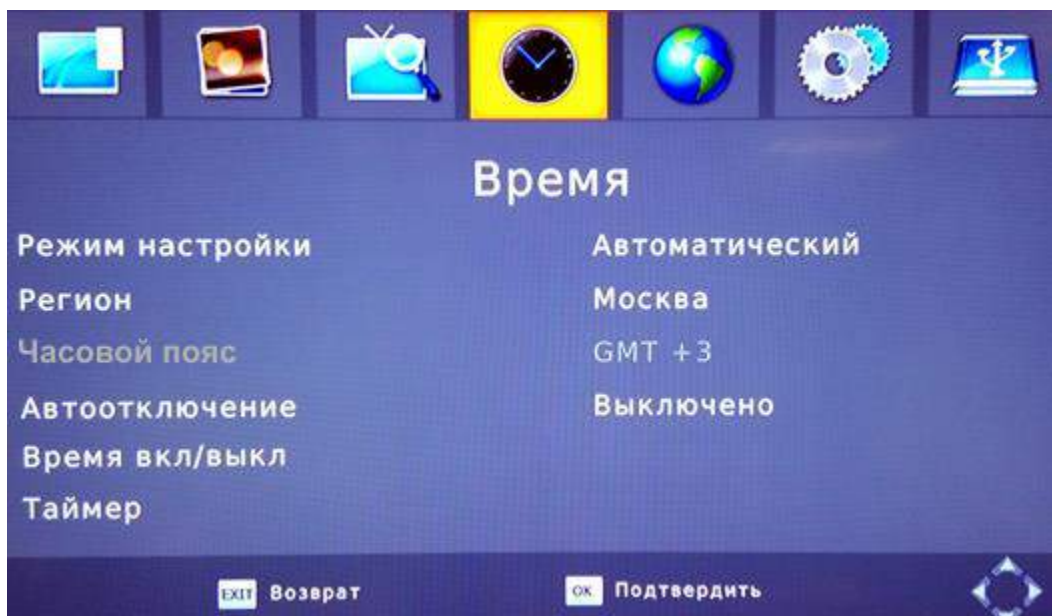 Время
Режим настройки Автоматический
Регион Москва
Часовой пояс GMT +3
Автоотключение Выключено
Время вкл/выкл
Таймер
EXIT Возврат OK Подтвердить